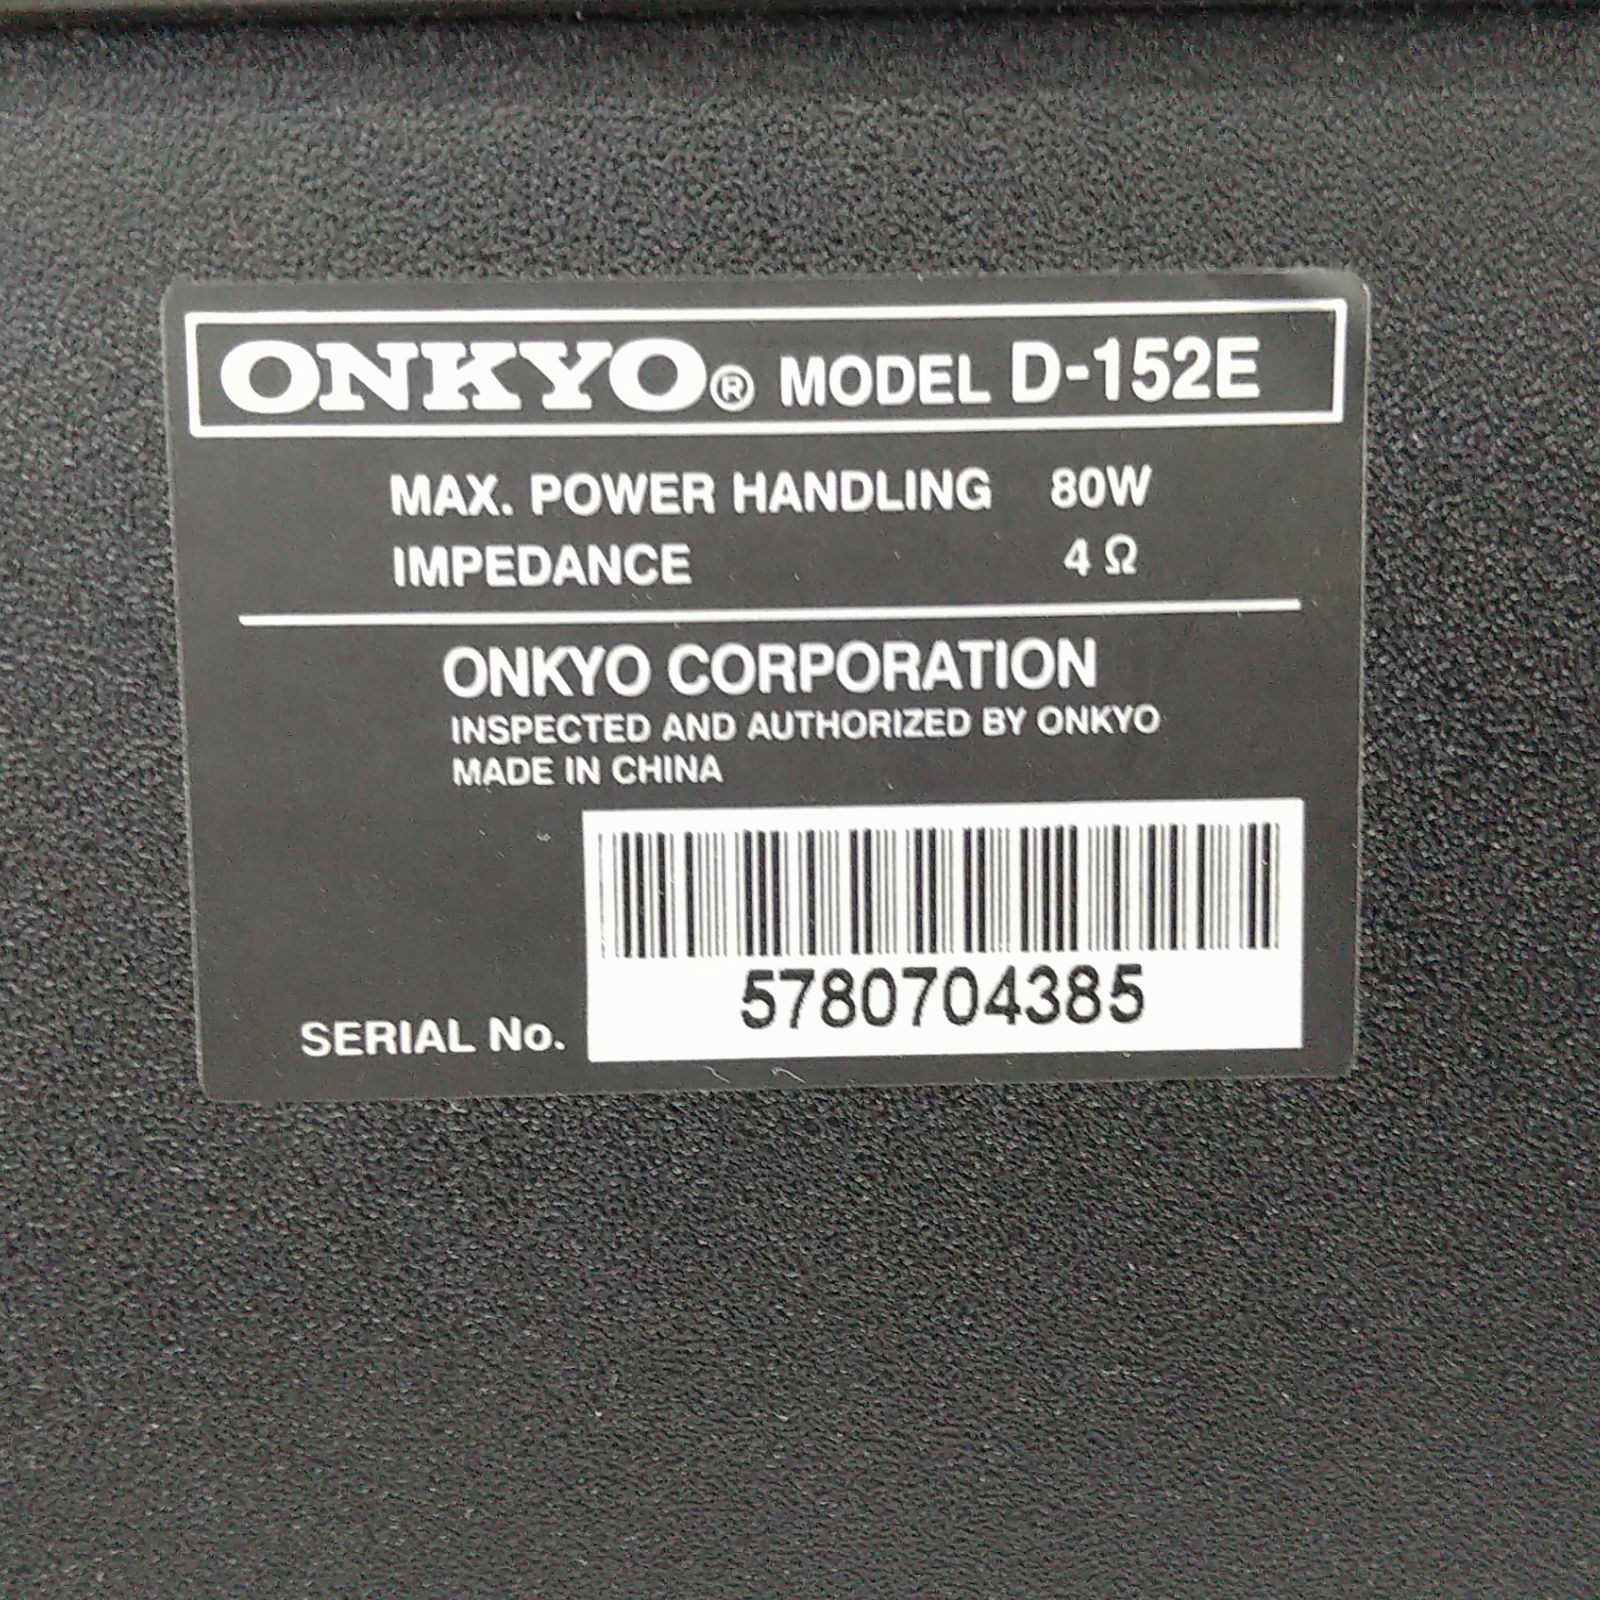 ONKYO® MODEL D-152E
MAX. POWER HANDLING 80W
IMPEDANCE 4 Ω
ONKYO CORPORATION
INSPECTED AND AUTHORIZED BY ONKYO
MADE IN CHINA
5780704385
SERIAL No.